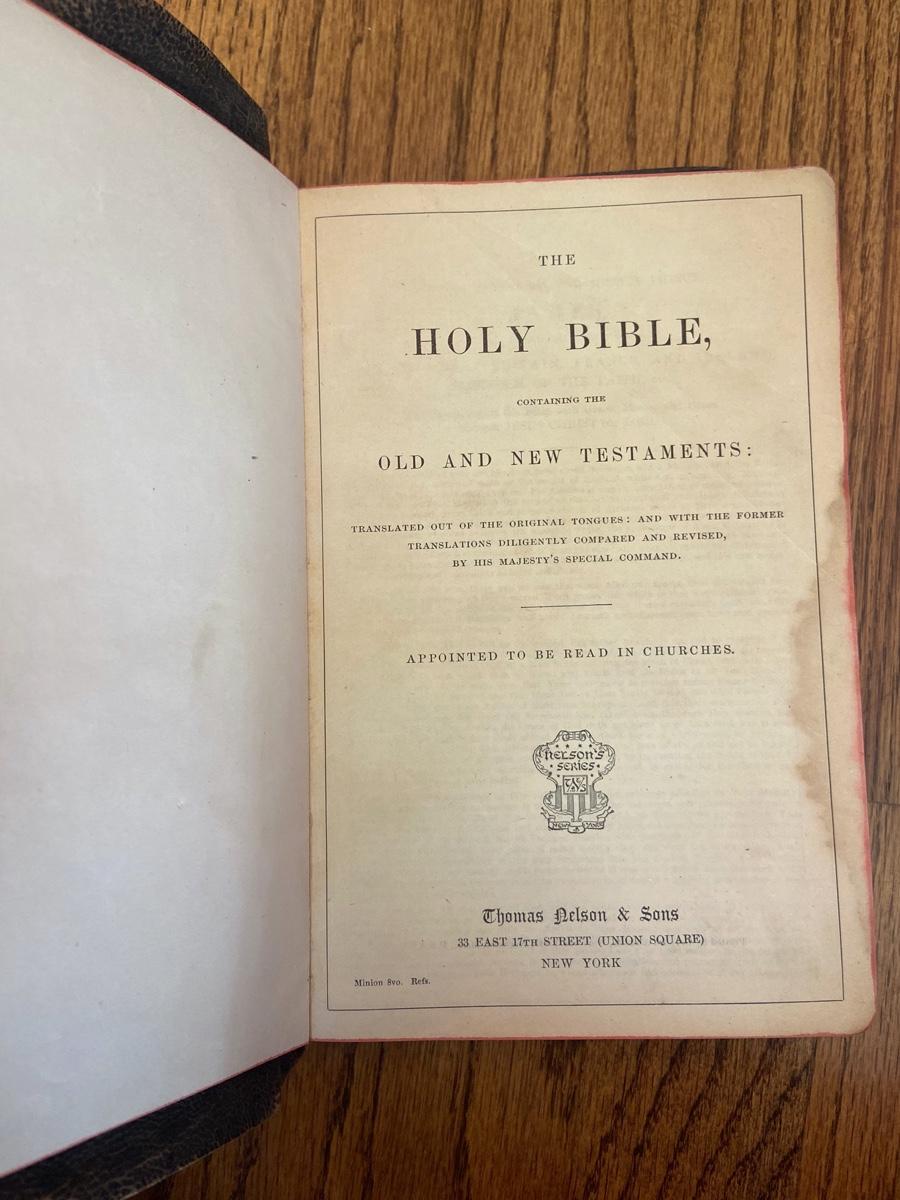 THE
HOLY BIBLE,
CONTAINING THE
OLD AND NEW TESTAMENTS:
TRANSLATED OUT OF THE ORIGINAL TONGUES: AND WITH THE FORMER
TRANSLATIONS DILIGENTLY COMPARED AND REVISED,
BY HIS MAJESTY'S SPECIAL COMMAND.
APPOINTED TO BE READ IN CHURCHES.
NELSON'S
SERIES
NEW YORK
Thomas Nelson & Sons
33 EAST 17TH STREET (UNION SQUARE)
NEW YORK
Minion 8vo. Refs.